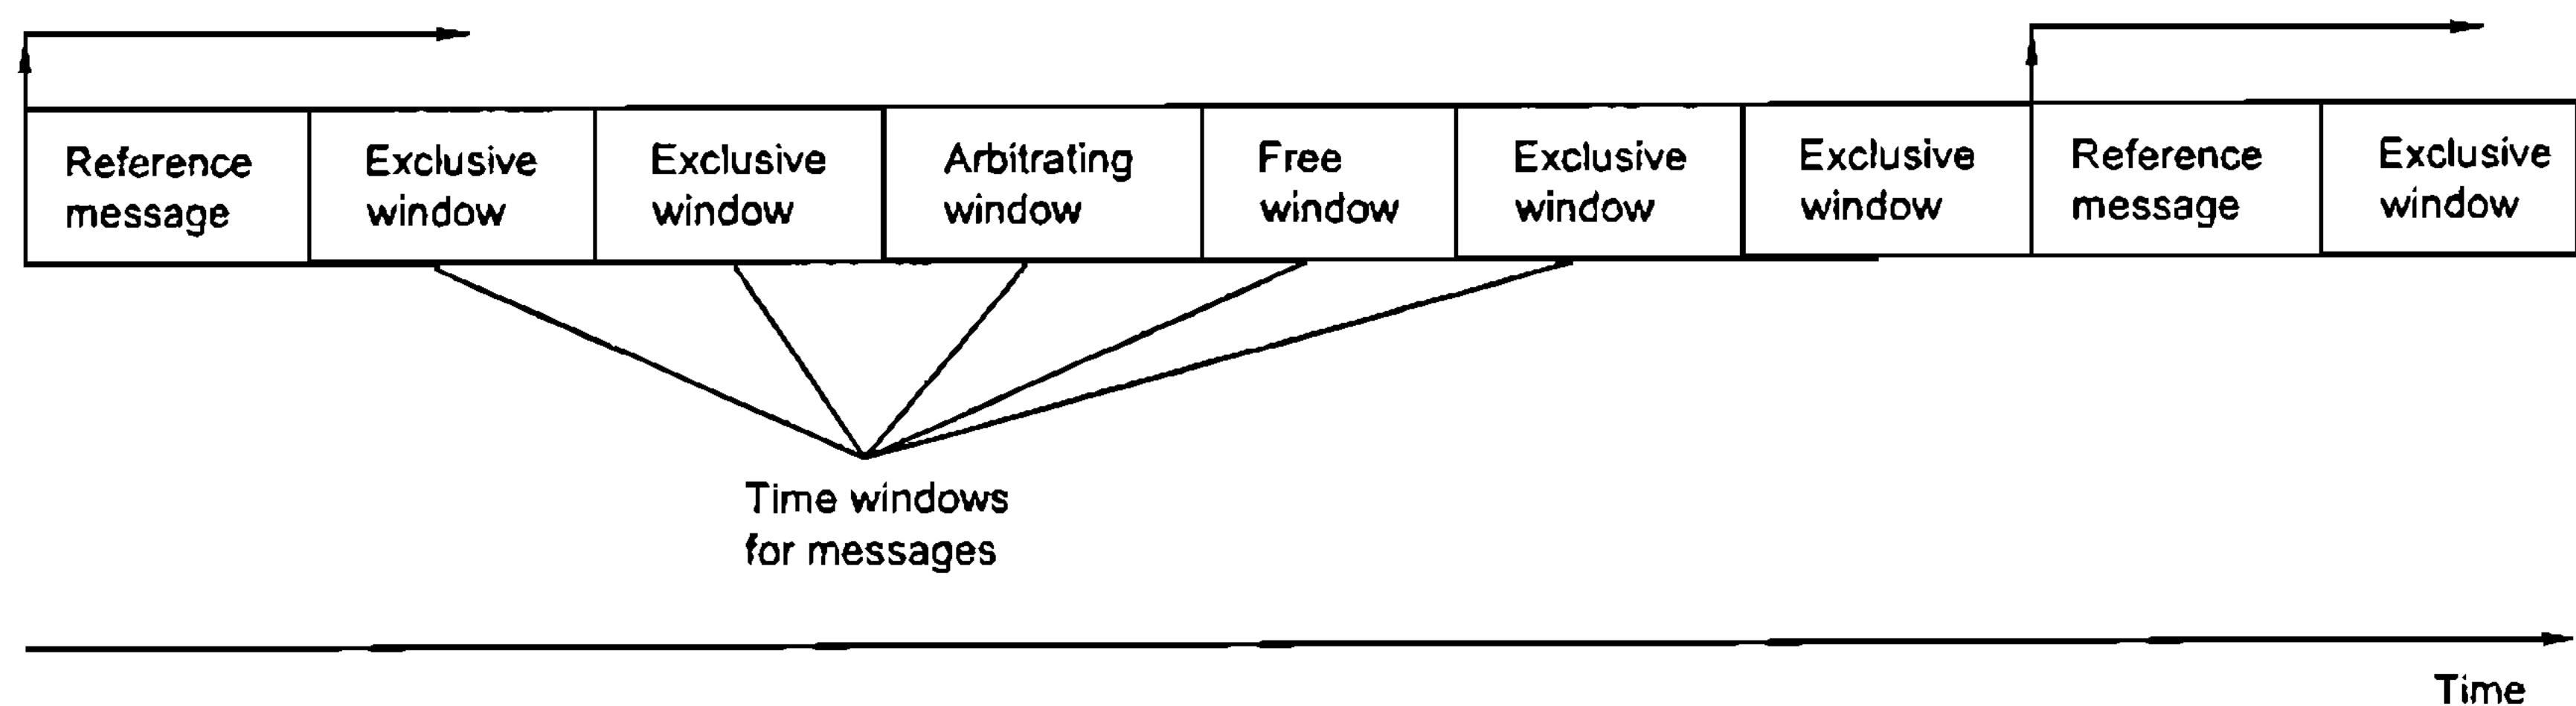 Reference
message
Exclusive
window
Exclusive
window
Arbitrating
window
Free
window
Exclusive
window
Exclusive
window
Reference
message
Exclusive
window
Time windows
for messages
Time